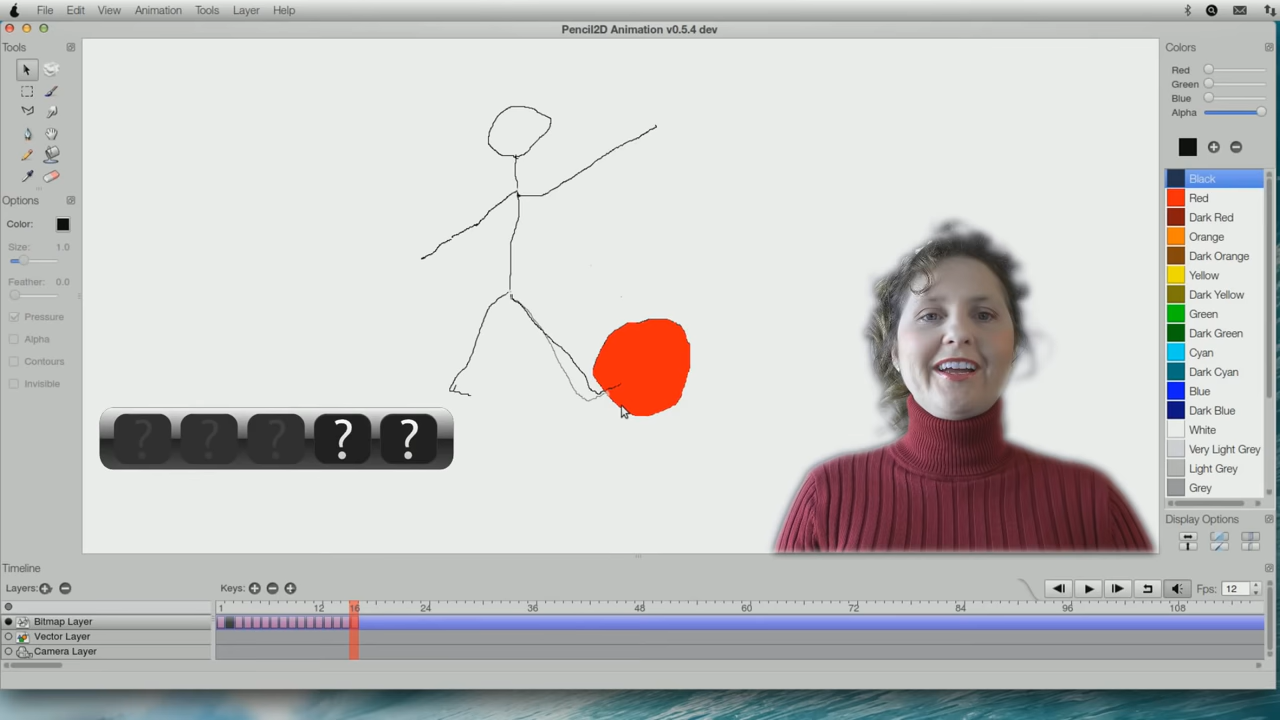 File Edit View Animation Tools Layer Help
Pencil2D Animation v0.5.4 dev
Tools
Options
Color:
Size: 1.0
Feather: 0.0
Pressure
Alpha
Contours
Invisible
? ? ? ? ?
Colors
Red
Green
Blue
Alpha
Black
Red
Dark Red
Orange
Dark Orange
Yellow
Dark Yellow
Green
Dark Green
Cyan
Dark Cyan
Blue
Dark Blue
White
Very Light Grey
Light Grey
Grey
Display Options
Timeline
Layers: Keys: Fps: 12
1 12 16 24 36 48 60 72 84 96 108
Bitmap Layer
Vector Layer
Camera Layer